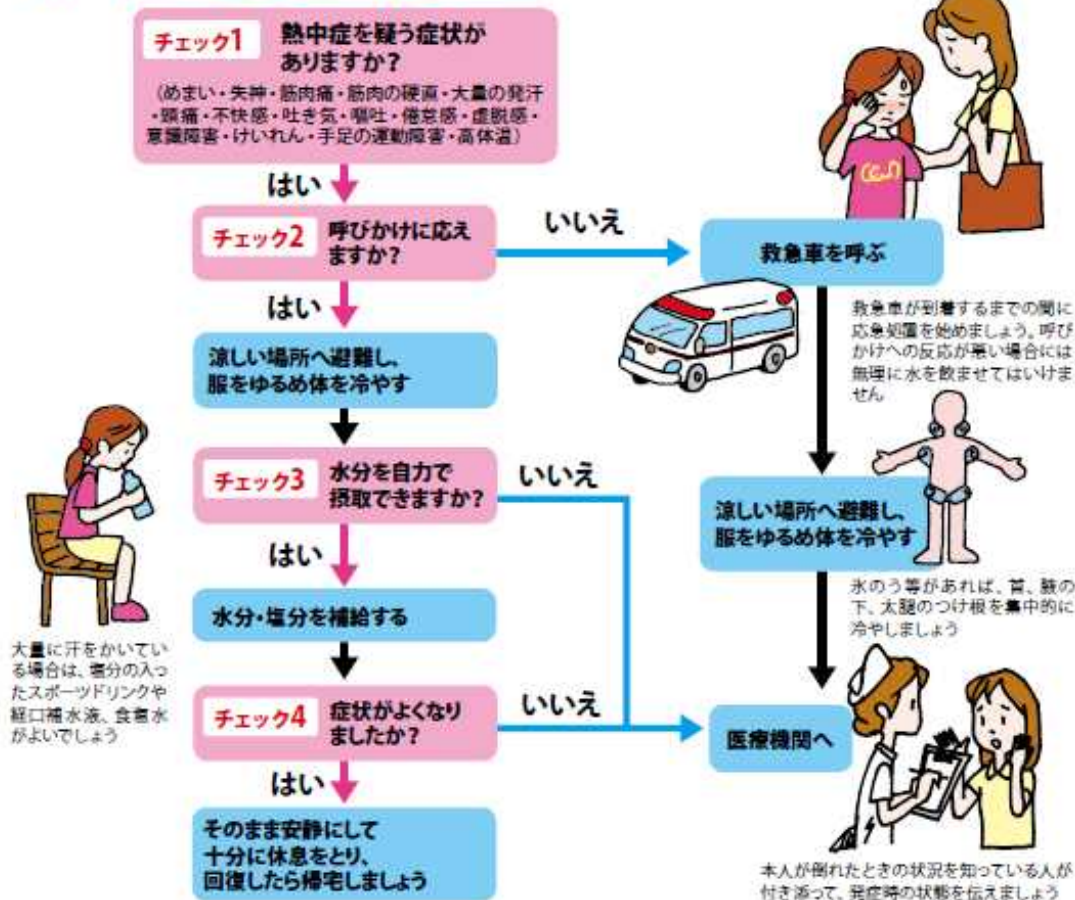 チェック1
熱中症を疑う症状が
ありますか?
（めまい・失神・筋肉痛・筋肉の硬直・大量の発汗
・頭痛・不快感・吐き気・嘔吐・倦怠感・虚脱感・
意識障害・けいれん・手足の運動障害・高体温）
はい
チェック2
呼びかけに応え
ますか?
いいえ
救急車を呼ぶ
救急車が到着するまでの間に
応急処置を始めましょう。呼び
かけへの反応が悪い場合には
無理に水を飲ませてはいけま
せん
はい
涼しい場所へ避難し、
服をゆるめ体を冷やす
チェック3
水分を自力で
摂取できますか?
いいえ
涼しい場所へ避難し、
服をゆるめ体を冷やす
氷のう等があれば、首、腋の
下、太腿のつけ根を集中的に
冷やしましょう
はい
水分・塩分を補給する
大量に汗をかいてい
る場合は、塩分の入っ
たスポーツドリンクや
経口補水液、食塩水
がよいでしょう
チェック4
症状がよくなり
ましたか?
いいえ
医療機関へ
はい
そのまま安静にして
十分に休息をとり、
回復したら帰宅しましょう
本人が倒れたときの状況を知っている人が
付き添って、発症時の状態を伝えましょう